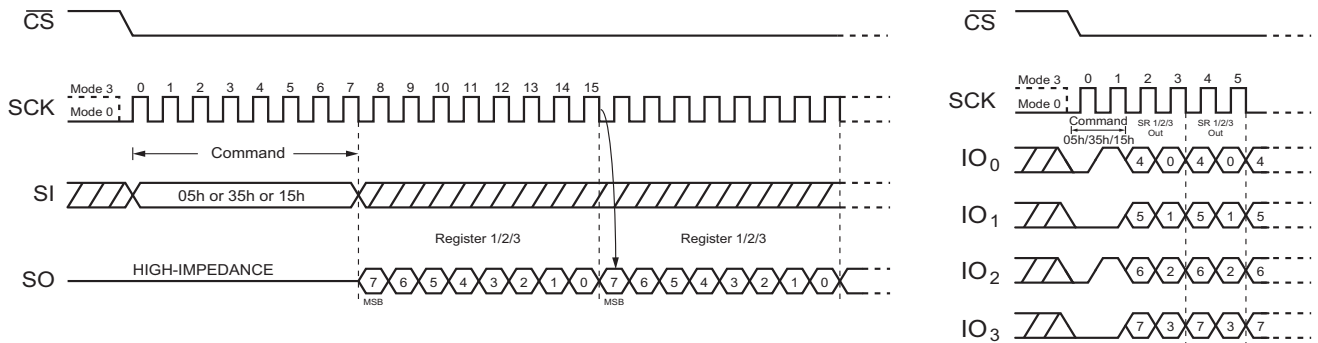 CS
SCK
Mode 3
Mode 0
0 1 2 3 4 5 6 7 8 9 10 11 12 13 14 15
Command
SI
05h or 35h or 15h
Register 1/2/3
Register 1/2/3
SO
HIGH-IMPEDANCE
7 6 5 4 3 2 1 0 7 6 5 4 3 2 1 0
MSB
MSB
CS
SCK
Mode 3
Mode 0
0 1 2 3 4 5
Command
05h/35h/15h
SR 1/2/3
Out
SR 1/2/3
Out
IO0
4 0 4 0 4
IO1
5 1 5 1 5
IO2
6 2 6 2 6
IO3
7 3 7 3 7